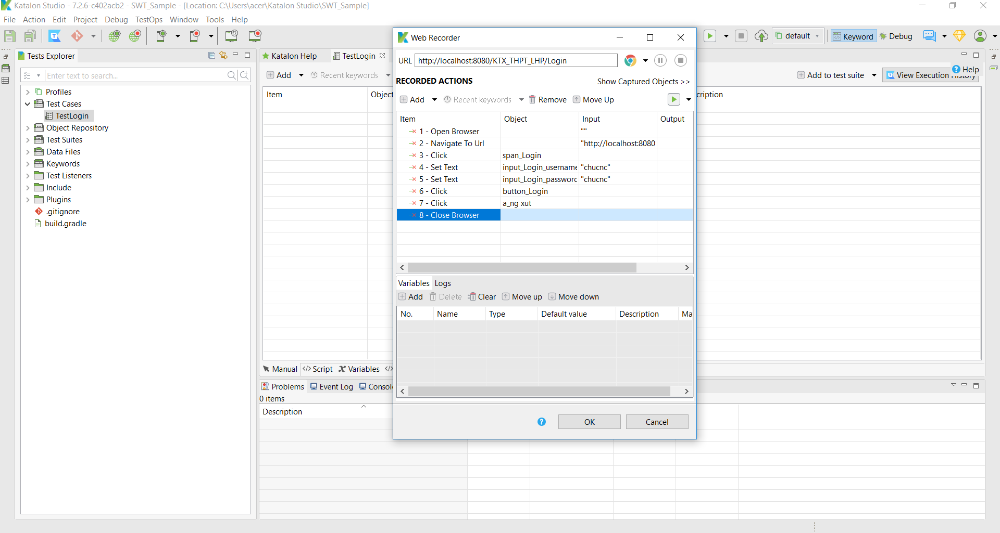 Katalon Studio - 7.2.6-c402acb2 - SWT_Sample - [Location: C:\Users\acer\Katalon Studio\SWT_Sample]
File Action Edit Project Debug TestOps Window Tools Help
default Keyword Debug
Tests Explorer
Enter text to search...
Profiles
Test Cases
TestLogin
Object Repository
Test Suites
Data Files
Keywords
Test Listeners
Include
Plugins
.gitignore
build.gradle
Katalon Help TestLogin
Add Recent keywords
Add to test suite View Execution Help
Item
Manual Script Variables
Problems Event Log
0 items
Description
Web Recorder
URL http://localhost:8080/KTX_THPT_LHP/Login
RECORDED ACTIONS Show Captured Objects >>
Add Recent keywords Remove Move Up
Item Object Input Output
1 - Open Browser ""
2 - Navigate To Url "http://localhost:8080
3 - Click span_Login
4 - Set Text input_Login_username "chucnc"
5 - Set Text "chucnc"
6 - Click button_Login
7 - Click a_ng xut
8 - Close Browser
Variables Logs
Add Delete Clear Move up Move down
No. Name Type Default value Description Ma
OK Cancel